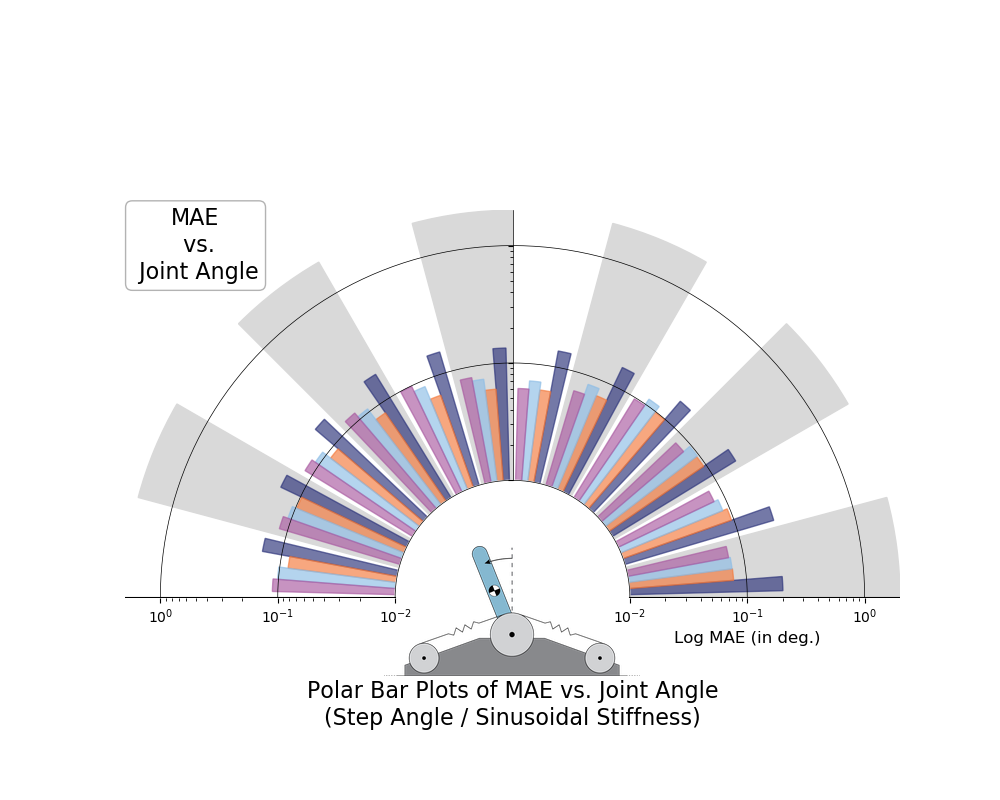 MAE
vs.
Joint Angle
10⁰ 10⁻¹ 10⁻² 10⁻² 10⁻¹ 10⁰
Log MAE (in deg.)
Polar Bar Plots of MAE vs. Joint Angle
(Step Angle / Sinusoidal Stiffness)